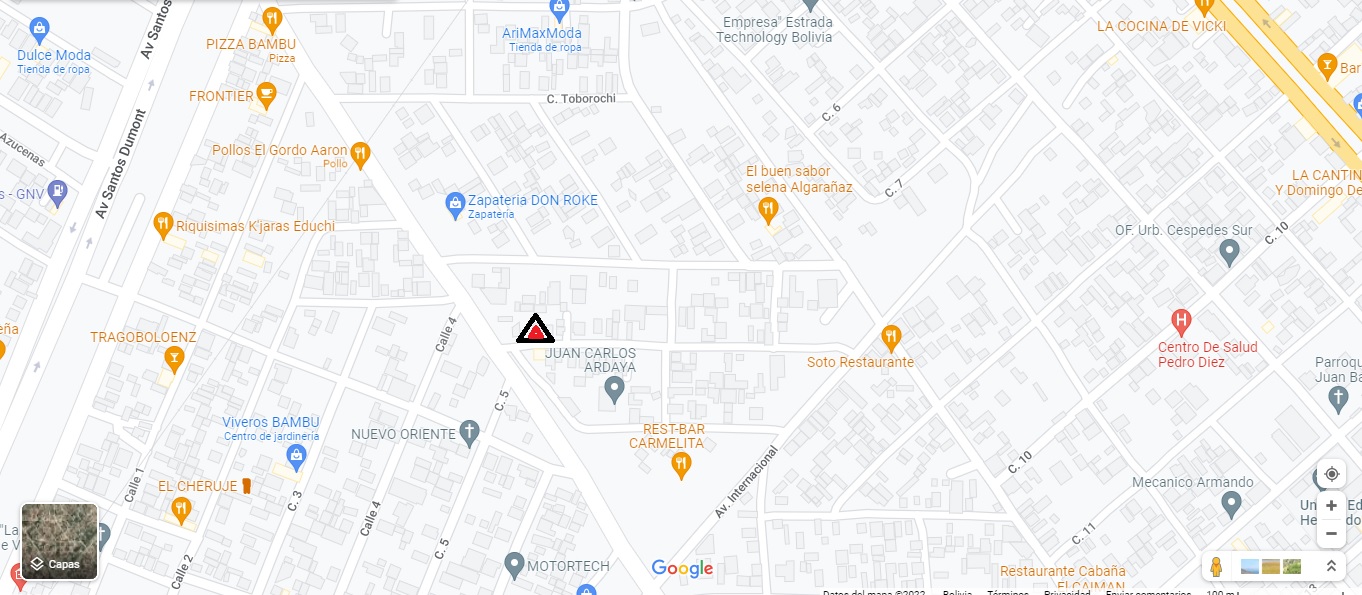 Empresa" Estrada
Technology Bolivia
LA COCINA DE VICKI
Av Santos
PIZZA BAMBU
Pizza
AriMaxModa
Tienda de ropa
Dulce Moda
Tienda de ropa
Bar
FRONTIER
C. Toborochi
C. 6
Av Santos Dumont
Azucenas
Pollos El Gordo Aaron
Pollo
El buen sabor
selena Algarañaz
C. 7
LA CANTIN
Y Domingo De
s - GNV
Zapateria DON ROKE
Zapatería
Riquisimas K'jaras Educhi
OF. Urb. Cespedes Sur
C. 10
eña
TRAGOBOLOENZ
Calle 4
JUAN CARLOS
ARDAYA
Soto Restaurante
H
Centro De Salud
Pedro Diez
Parroqu
Juan Ba
C. 5
Viveros BAMBU
Centro de jardinería
NUEVO ORIENTE
REST-BAR
CARMELITA
Av. Internacional
C. 10
Calle 1
EL CHERUJE
C. 3
Calle 4
Mecanico Armando
"La
e V
Capas
C. 5
C. 11
Calle 2
MOTORTECH
Google
Restaurante Cabaña
EL CAIMAN
Datos del mapa ©2022
Bolivia
Términos
Privacidad
Enviar comentarios
100 m